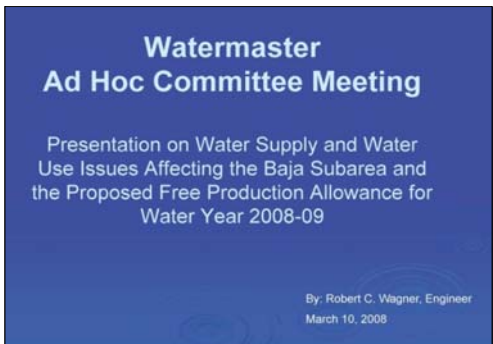 Watermaster
Ad Hoc Committee Meeting
Presentation on Water Supply and Water
Use Issues Affecting the Baja Subarea and
the Proposed Free Production Allowance for
Water Year 2008-09
By: Robert C. Wagner, Engineer
March 10, 2008